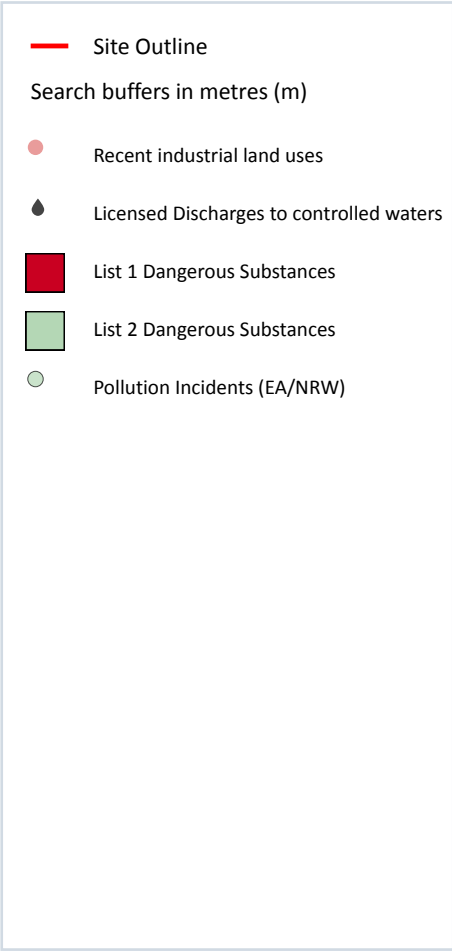 Site Outline
Search buffers in metres (m)
Recent industrial land uses
Licensed Discharges to controlled waters
List 1 Dangerous Substances
List 2 Dangerous Substances
Pollution Incidents (EA/NRW)